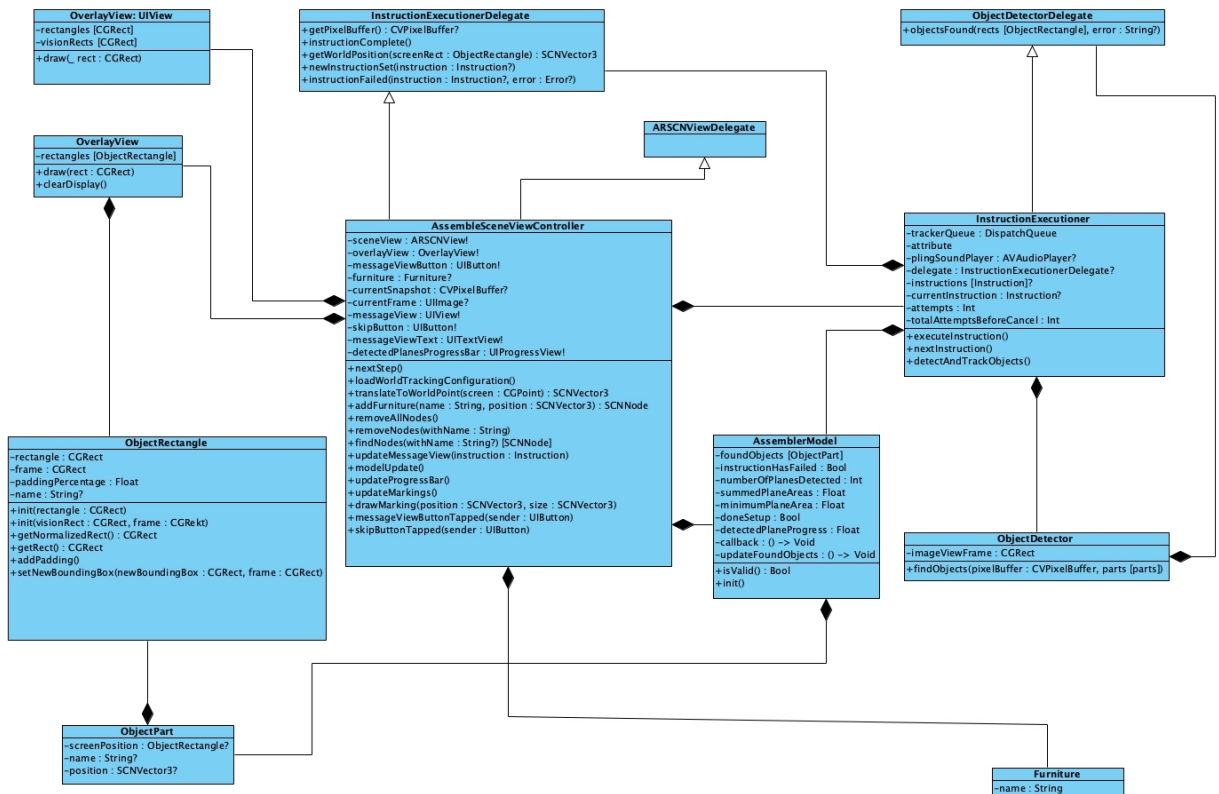 OverlayView: UIView
-rectangles [CGRect]
-visionRects [CGRect]
+draw(_ rect : CGRect)
InstructionExecutionerDelegate
+getPixelBuffer() : CVPixelBuffer?
+instructionComplete()
+getWorldPosition(screenRect : ObjectRectangle) : SCNVector3
+newInstructionSet(instruction : Instruction?)
+instructionFailed(instruction : Instruction?, error : Error?)
ObjectDetectorDelegate
+objectsFound(rects [ObjectRectangle], error : String?)
OverlayView
-rectangles [ObjectRectangle]
+draw(rect : CGRect)
+clearDisplay()
ARSCNViewDelegate
AssembleSceneViewController
-sceneView : ARSCNView!
-overlayView : OverlayView!
-messageViewButton : UIButton!
-furniture : Furniture?
-currentSnapshot : CVPixelBuffer?
-currentFrame : UIImage?
-messageView : UIView!
-skipButton : UIButton!
-messageViewText : UITextView!
-detectedPlanesProgressBar : UIProgressView!
+nextStep()
+loadWorldTrackingConfiguration()
+translateToWorldPoint(screen : CGPoint) : SCNVector3
+addFurniture(name : String, position : SCNVector3) : SCNNode
+removeAllNodes()
+removeNodes(withName : String)
+findNodes(withName : String?) [SCNNode]
+updateMessageView(instruction : Instruction)
+modelUpdate()
+updateProgressBar()
+updateMarkings()
+drawMarking(position : SCNVector3, size : SCNVector3)
+messageViewButtonTapped(sender : UIButton)
+skipButtonTapped(sender : UIButton)
InstructionExecutioner
-trackerQueue : DispatchQueue
-attribute
-plingSoundPlayer : AVAudioPlayer?
-delegate : InstructionExecutionerDelegate?
-instructions [Instruction]?
-currentInstruction : Instruction?
-attempts : Int
-totalAttemptsBeforeCancel : Int
+executeInstruction()
+nextInstruction()
+detectAndTrackObjects()
ObjectRectangle
-rectangle : CGRect
-frame : CGRect
-paddingPercentage : Float
-name : String?
+init(rectangle : CGRect)
+init(visionRect : CGRect, frame : CGRekt)
+getNormalizedRect() : CGRect
+getRect() : CGRect
+addPadding()
+setNewBoundingBox(newBoundingBox : CGRect, frame : CGRect)
AssemblerModel
-foundObjects [ObjectPart]
-instructionHasFailed : Bool
-numberOfPlanesDetected : Int
-summedPlaneAreas : Float
-minimumPlaneArea : Float
-doneSetup : Bool
-detectedPlaneProgress : Float
-callback : () -> Void
-updateFoundObjects : () -> Void
+isValid() : Bool
+init()
ObjectDetector
-imageViewFrame : CGRect
+findObjects(pixelBuffer : CVPixelBuffer, parts [parts])
ObjectPart
-screenPosition : ObjectRectangle?
-name : String?
-position : SCNVector3?
Furniture
-name : String